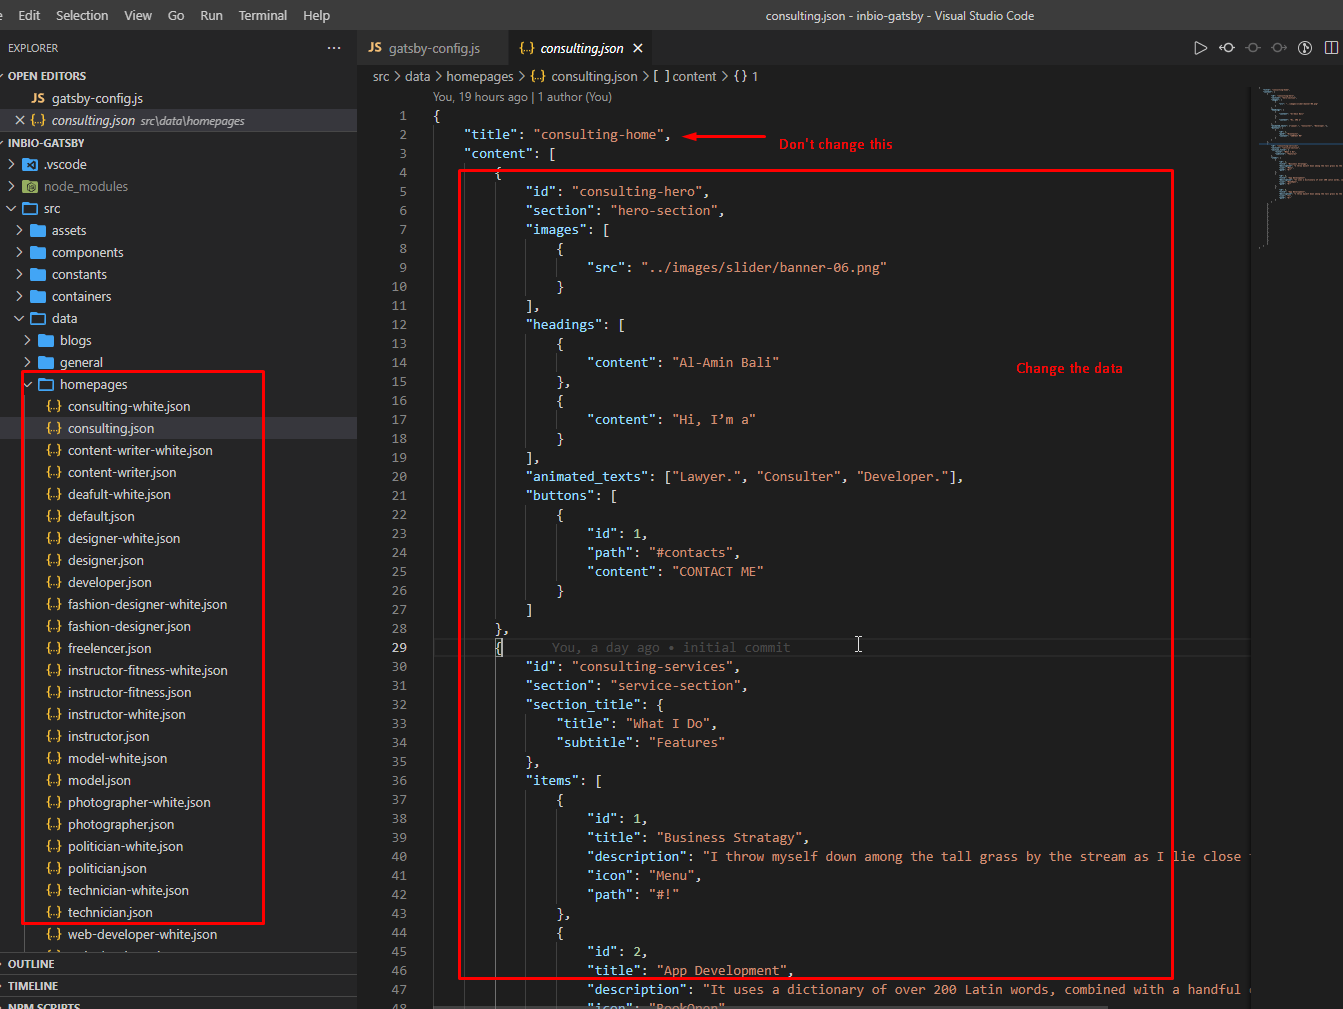 Edit Selection View Go Run Terminal Help
consulting.json - inbio-gatsby - Visual Studio Code
EXPLORER
OPEN EDITORS
JS gatsby-config.js
{..} consulting.json src\data\homepages
INBIO-GATSBY
.vscode
node_modules
src
assets
components
constants
containers
data
blogs
general
homepages
{..} consulting-white.json
{..} consulting.json
{..} content-writer-white.json
{..} content-writer.json
{..} deafult-white.json
{..} default.json
{..} designer-white.json
{..} designer.json
{..} developer.json
{..} fashion-designer-white.json
{..} fashion-designer.json
{..} freelencer.json
{..} instructor-fitness-white.json
{..} instructor-fitness.json
{..} instructor-white.json
{..} instructor.json
{..} model-white.json
{..} model.json
{..} photographer-white.json
{..} photographer.json
{..} politician-white.json
{..} politician.json
{..} technician-white.json
{..} technician.json
web-developer-white.json
OUTLINE
TIMELINE
NPM SCRIPTS
JS gatsby-config.js {..} consulting.json
src > data > homepages > {..} consulting.json > [ ] content > {} 1
You, 19 hours ago | 1 author (You)
1 {
2 "title": "consulting-home",
Don't change this
3 "content": [
4 {
5 "id": "consulting-hero",
6 "section": "hero-section",
7 "images": [
8 {
9 "src": "../images/slider/banner-06.png"
10 }
11 ],
12 "headings": [
13 {
14 "content": "Al-Amin Bali"
Change the data
15 },
16 {
17 "content": "Hi, I’m a"
18 }
19 ],
20 "animated_texts": ["Lawyer.", "Consulter", "Developer."],
21 "buttons": [
22 {
23 "id": 1,
24 "path": "#contacts",
25 "content": "CONTACT ME"
26 }
27 ]
28 },
29 { You, a day ago • initial commit
30 "id": "consulting-services",
31 "section": "service-section",
32 "section_title": {
33 "title": "What I Do",
34 "subtitle": "Features"
35 },
36 "items": [
37 {
38 "id": 1,
39 "title": "Business Stratagy",
40 "description": "I throw myself down among the tall grass by the stream as I lie close
41 "icon": "Menu",
42 "path": "#!"
43 },
44 {
45 "id": 2,
46 "title": "App Development",
47 "description": "It uses a dictionary of over 200 Latin words, combined with a handful
48 "icon": "BookOpen"